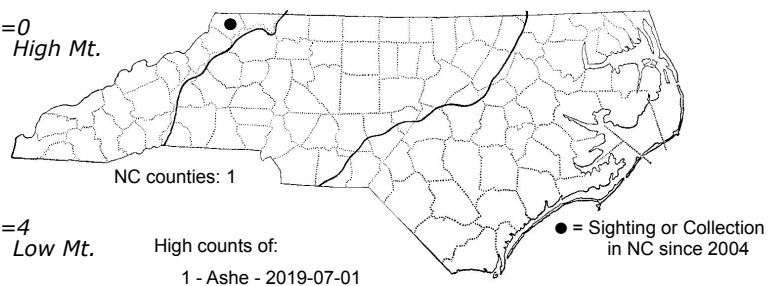 =0
High Mt.
NC counties: 1
=4
Low Mt.
High counts of:
1 - Ashe - 2019-07-01
● = Sighting or Collection
in NC since 2004